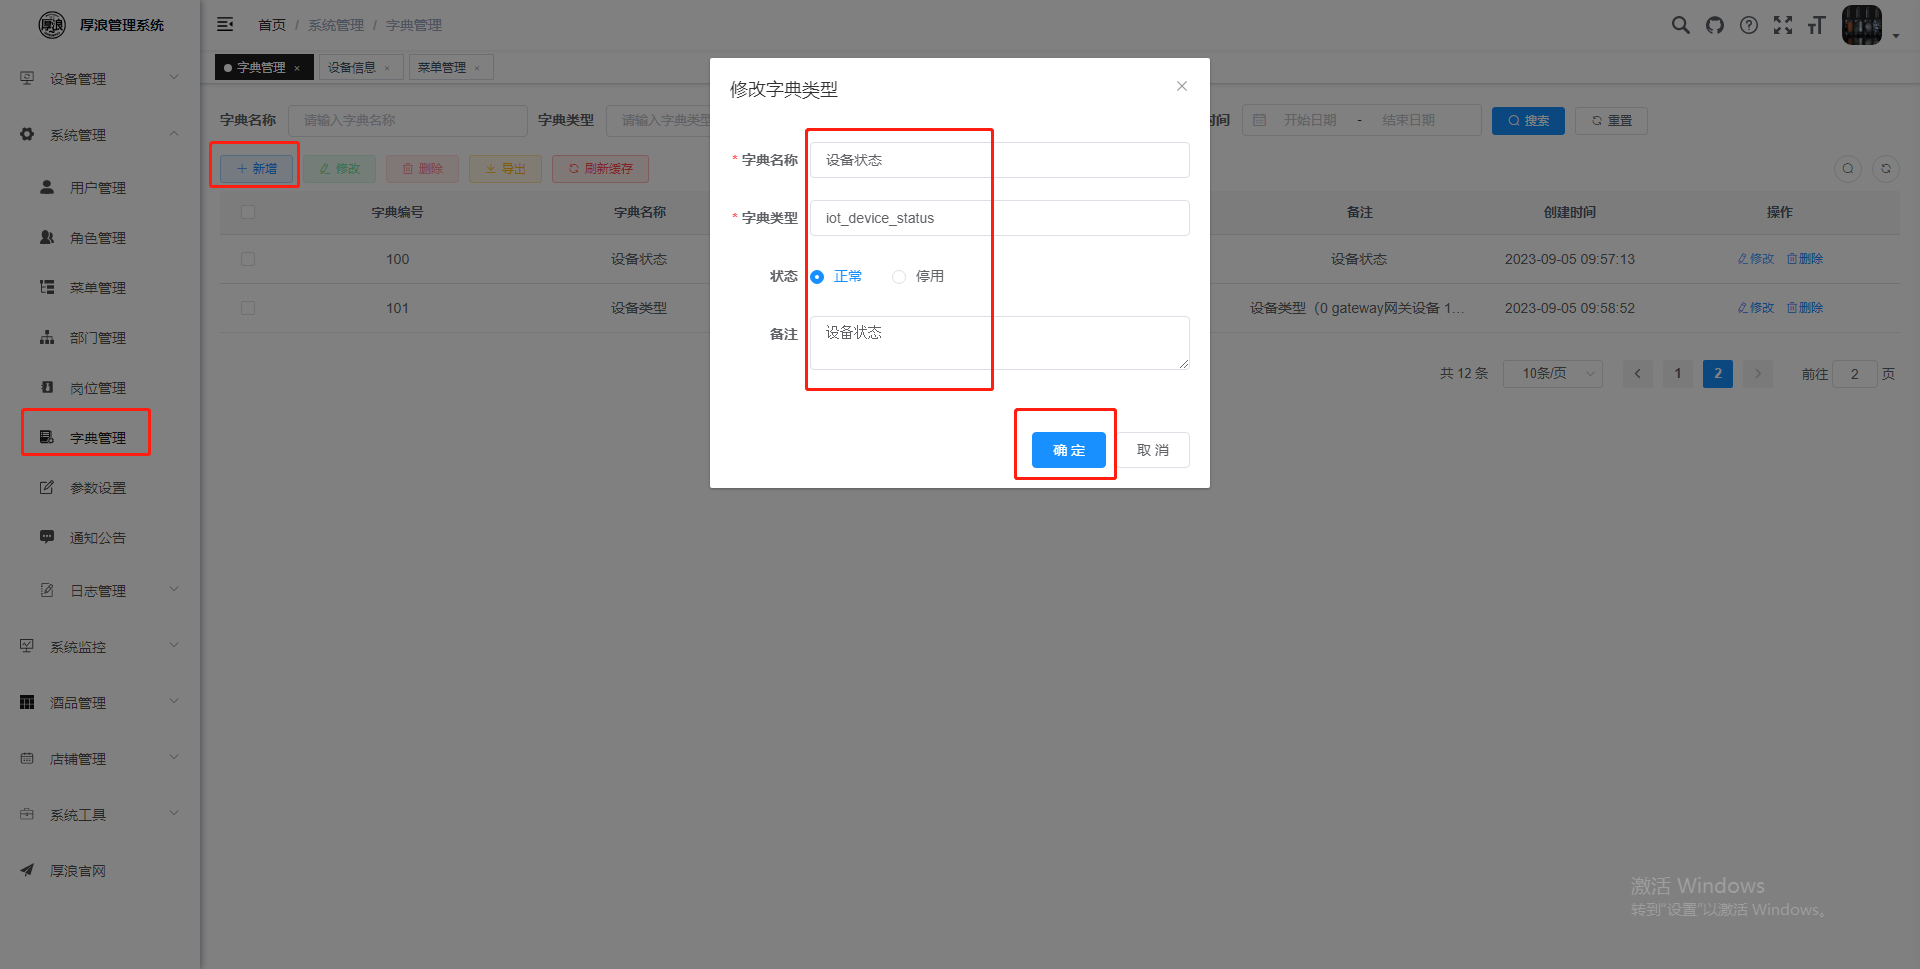 厚浪管理系统
首页 / 系统管理 / 字典管理
字典管理 ×
设备信息 ×
菜单管理 ×
设备管理
系统管理
用户管理
角色管理
菜单管理
部门管理
岗位管理
字典管理
参数设置
通知公告
日志管理
系统监控
酒品管理
店铺管理
系统工具
厚浪官网
字典名称 请输入字典名称 字典类型 请输入字典类型 时间 开始日期 - 结束日期 搜索 重置
新增 修改 删除 导出 刷新缓存
字典编号 字典名称 备注 创建时间 操作
100 设备状态 设备状态 2023-09-05 09:57:13 修改 删除
101 设备类型 设备类型（0 gateway网关设备 1... 2023-09-05 09:58:52 修改 删除
共 12 条 10条/页 1 2 前往 2 页
修改字典类型
* 字典名称 设备状态
* 字典类型 iot_device_status
状态 正常 停用
备注 设备状态
确 定 取 消
激活 Windows
转到"设置"以激活 Windows。